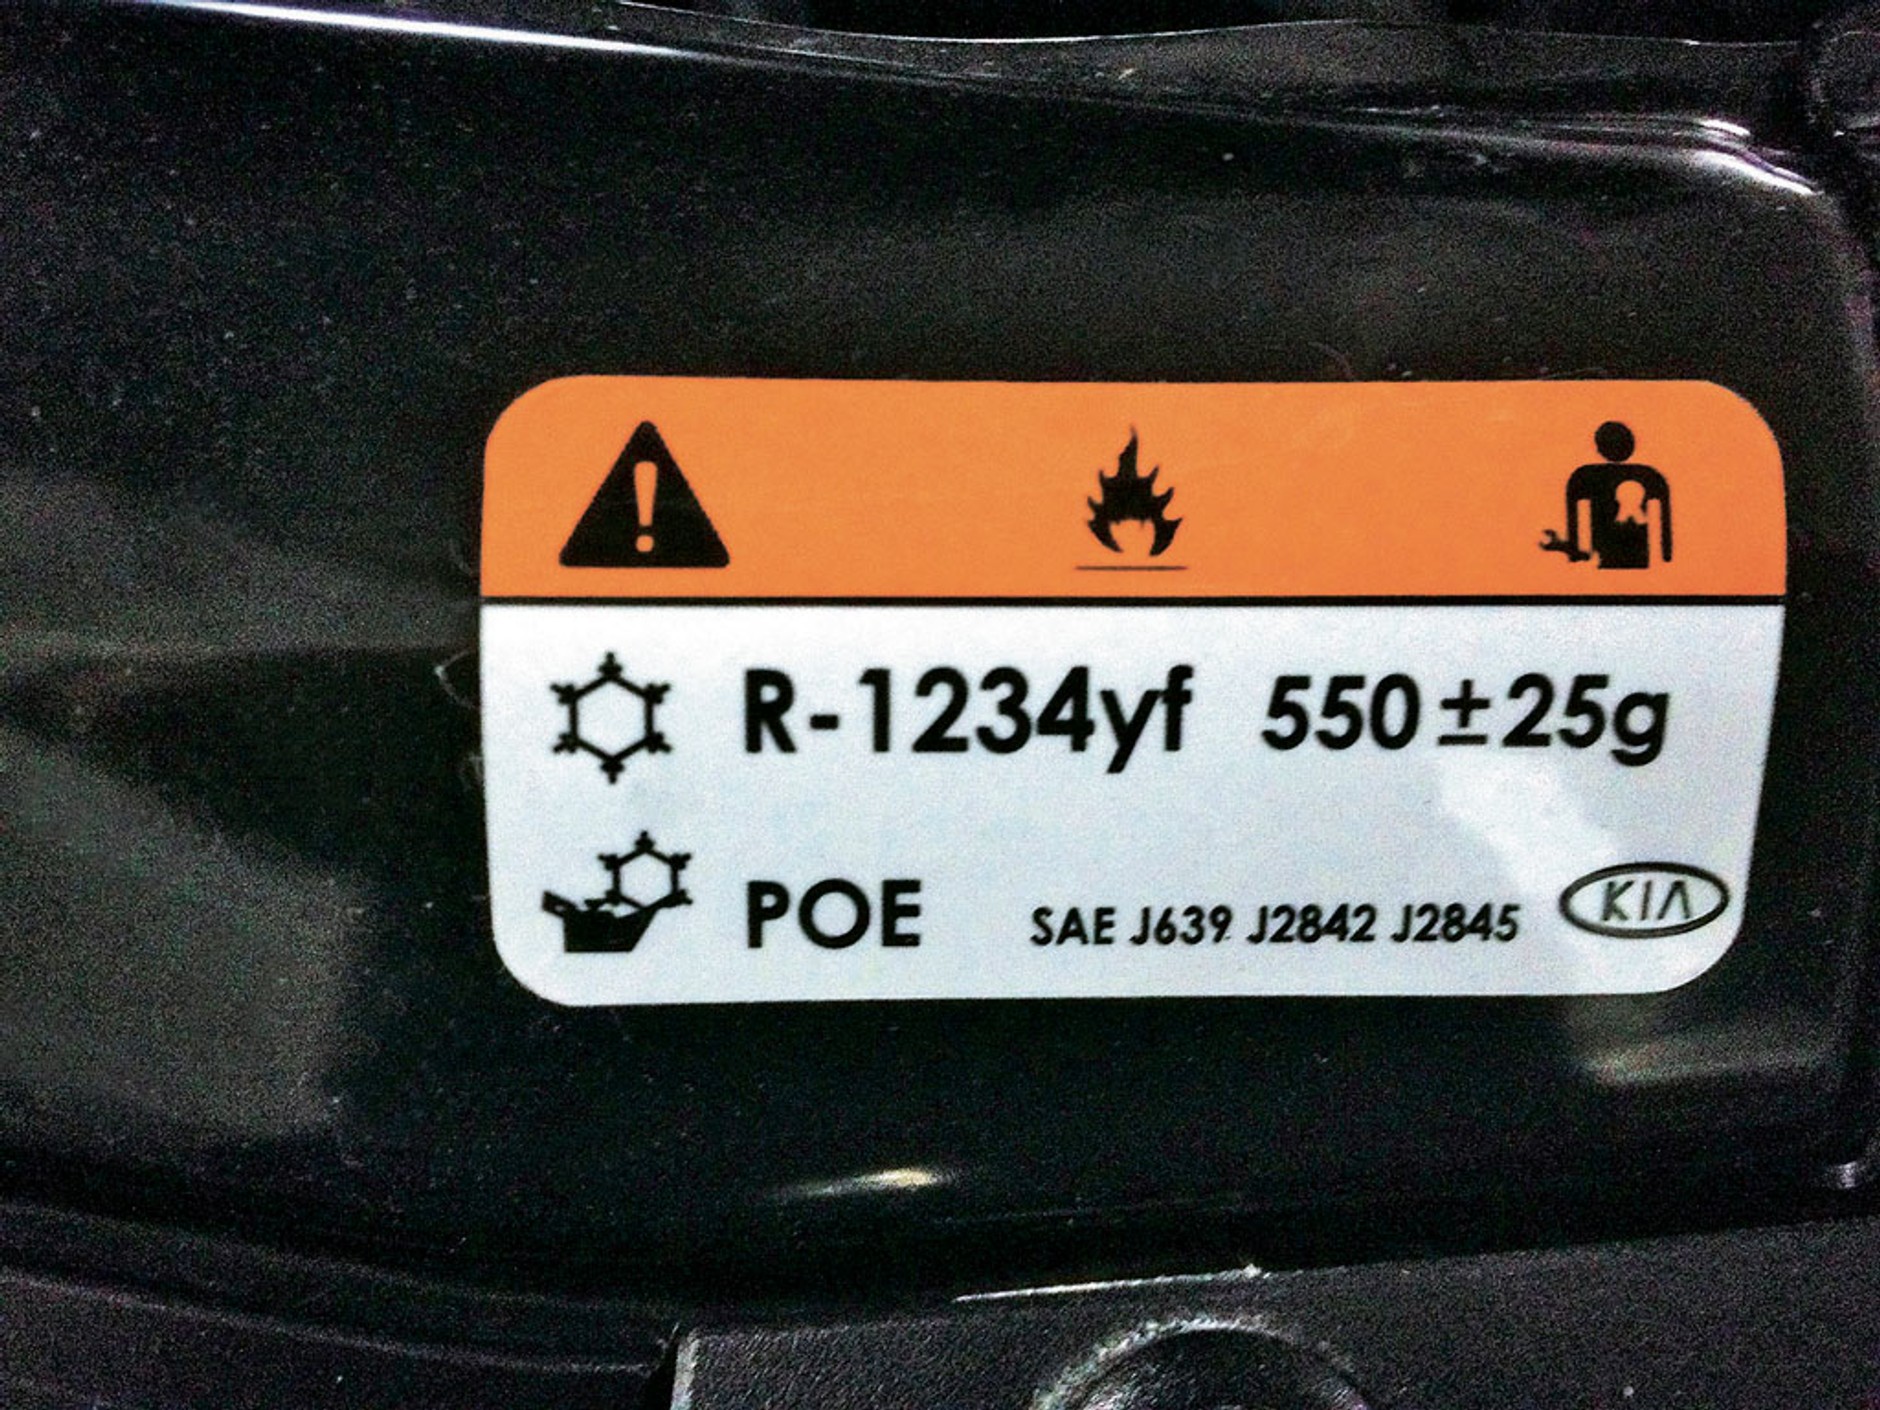 R-1234yf 550±25g
POE SAE J639 J2842 J2845 KIA